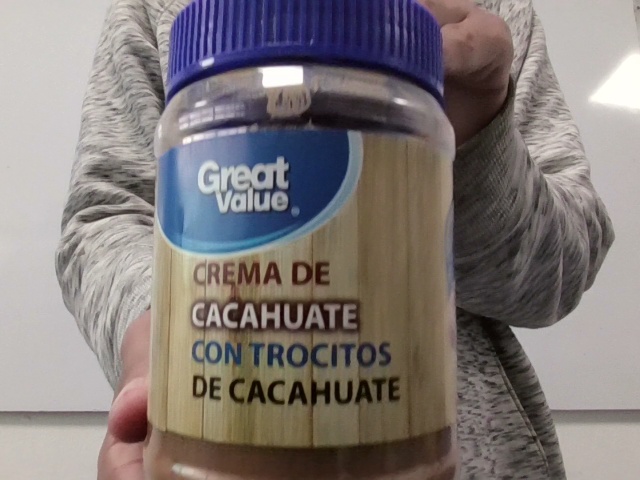 Great
Value®
CREMA DE
CACAHUATE
CON TROCITOS
DE CACAHUATE